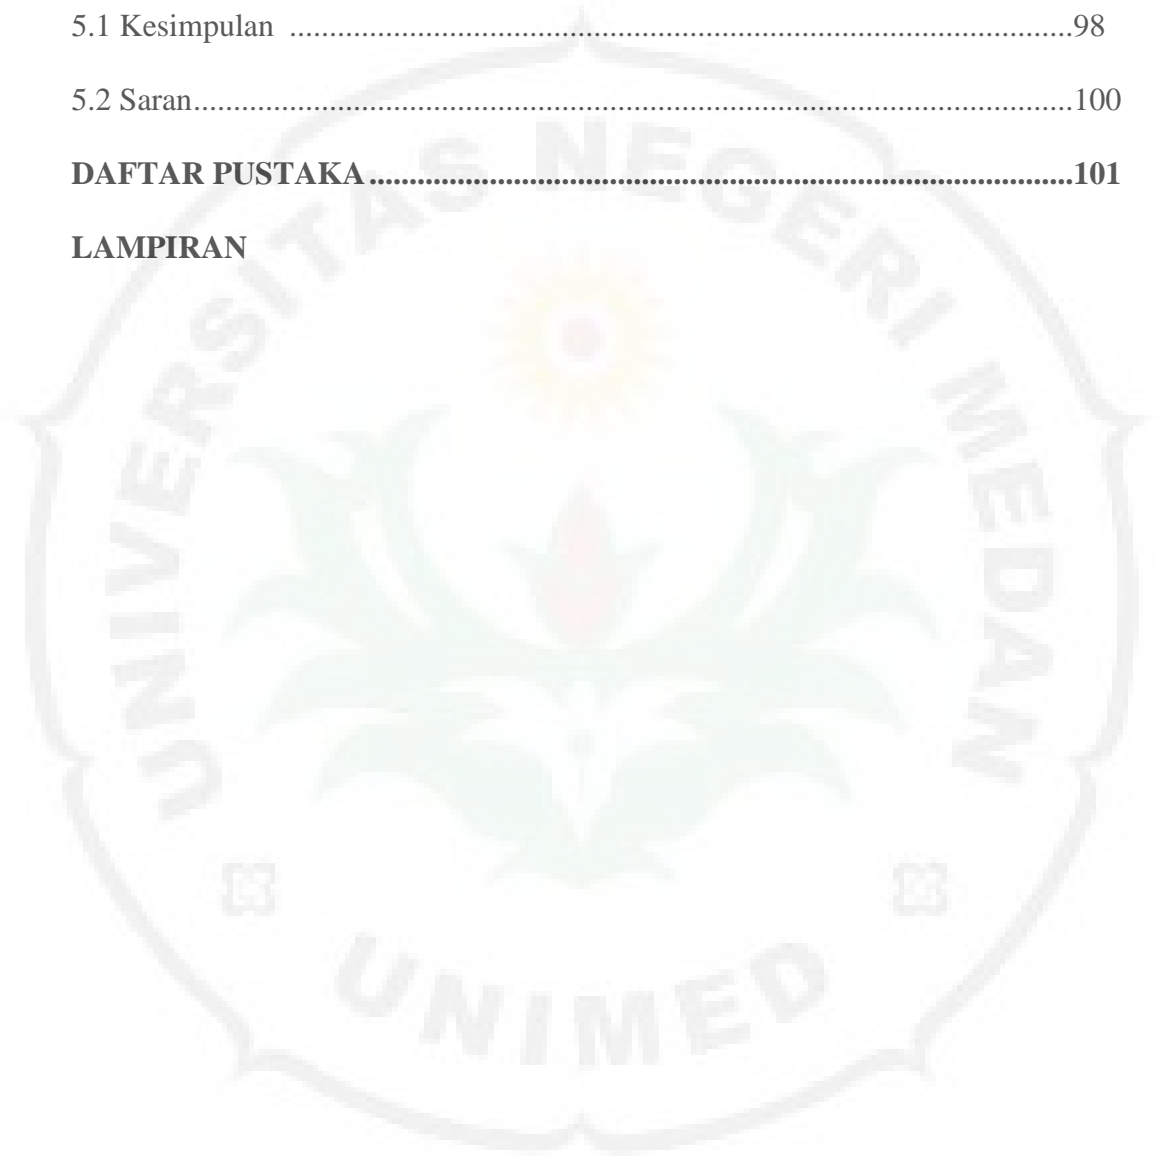 5.1 Kesimpulan ..................................................................................................98
5.2 Saran..............................................................................................................100
DAFTAR PUSTAKA........................................................................................101
LAMPIRAN
UNIVERSITAS NEGERI MEDAN
UNIMED